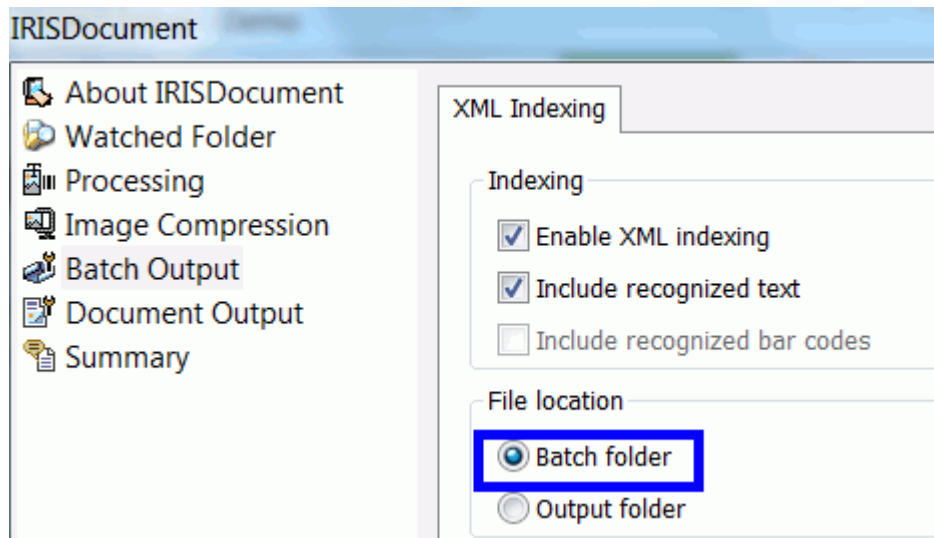 IRISDocument
About IRISDocument
Watched Folder
Processing
Image Compression
Batch Output
Document Output
Summary
XML Indexing
Indexing
Enable XML indexing
Include recognized text
Include recognized bar codes
File location
Batch folder
Output folder